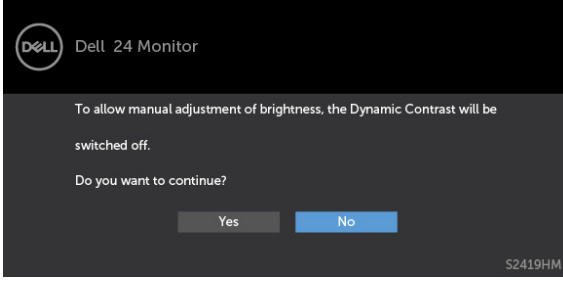 DELL
Dell 24 Monitor
To allow manual adjustment of brightness, the Dynamic Contrast will be
switched off.
Do you want to continue?
Yes No
S2419HM